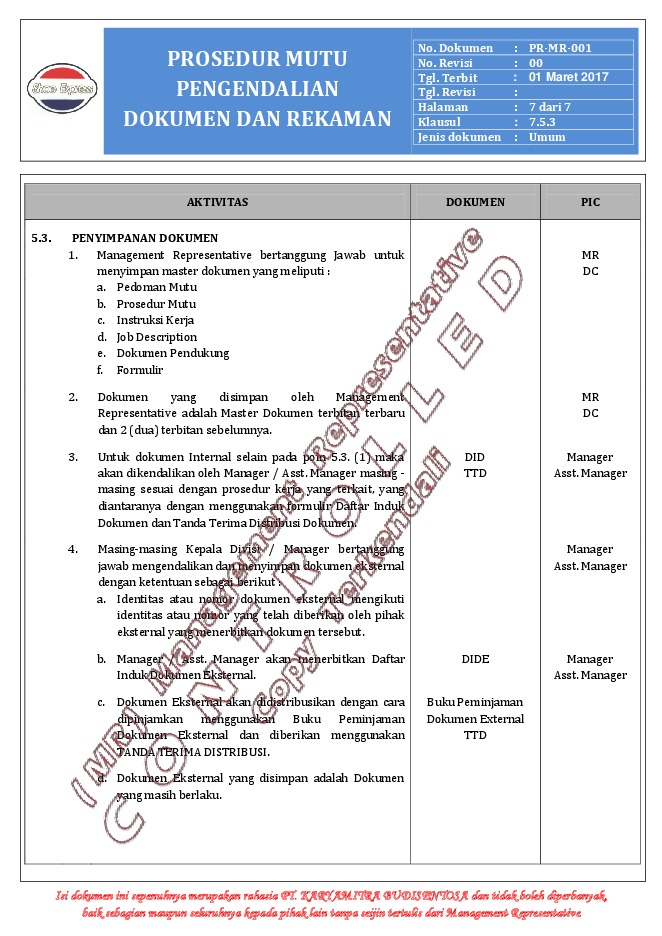 Shoes Express
PROSEDUR MUTU
PENGENDALIAN
DOKUMEN DAN REKAMAN
No. Dokumen : PR-MR-001
No. Revisi : 00
Tgl. Terbit : 01 Maret 2017
Tgl. Revisi :
Halaman : 7 dari 7
Klausul : 7.5.3
Jenis dokumen : Umum
AKTIVITAS DOKUMEN PIC
5.3. PENYIMPANAN DOKUMEN
1. Management Representative bertanggung Jawab untuk MR
menyimpan master dokumen yang meliputi : DC
a. Pedoman Mutu
b. Prosedur Mutu
c. Instruksi Kerja
d. Job Description
e. Dokumen Pendukung
f. Formulir
2. Dokumen yang disimpan oleh Management MR
Representative adalah Master Dokumen terbitan terbaru DC
dan 2 (dua) terbitan sebelumnya.
3. Untuk dokumen Internal selain pada poin 5.3. (1) maka DID Manager
akan dikendalikan oleh Manager / Asst. Manager masing - TTD Asst. Manager
masing sesuai dengan prosedur kerja yang terkait, yang
diantaranya dengan menggunakan formulir Daftar Induk
Dokumen dan Tanda Terima Distribusi Dokumen.
4. Masing-masing Kepala Divisi / Manager bertanggung Manager
jawab mengendalikan dan menyimpan dokumen eksternal Asst. Manager
dengan ketentuan sebagai berikut :
a. Identitas atau nomor dokumen eksternal mengikuti
identitas atau nomor yang telah diberikan oleh pihak
eksternal yang menerbitkan dokumen tersebut.
b. Manager / Asst. Manager akan menerbitkan Daftar DIDE Manager
Induk Dokumen Eksternal. Asst. Manager
c. Dokumen Eksternal akan didistribusikan dengan cara Buku Peminjaman
dipinjamkan menggunakan Buku Peminjaman Dokumen External
Dokumen Eksternal dan diberikan menggunakan TTD
TANDA TERIMA DISTRIBUSI.
d. Dokumen Eksternal yang disimpan adalah Dokumen
yang masih berlaku.
(MR) Management Representative
CONTROLLED
Copy Terkendali
Isi dokumen ini sepenuhnya merupakan rahasia PT. KARYAMITRA BUDISENTOSA dan tidak boleh diperbanyak,
baik sebagian maupun seluruhnya kepada pihak lain tanpa seijin tertulis dari Management Representative